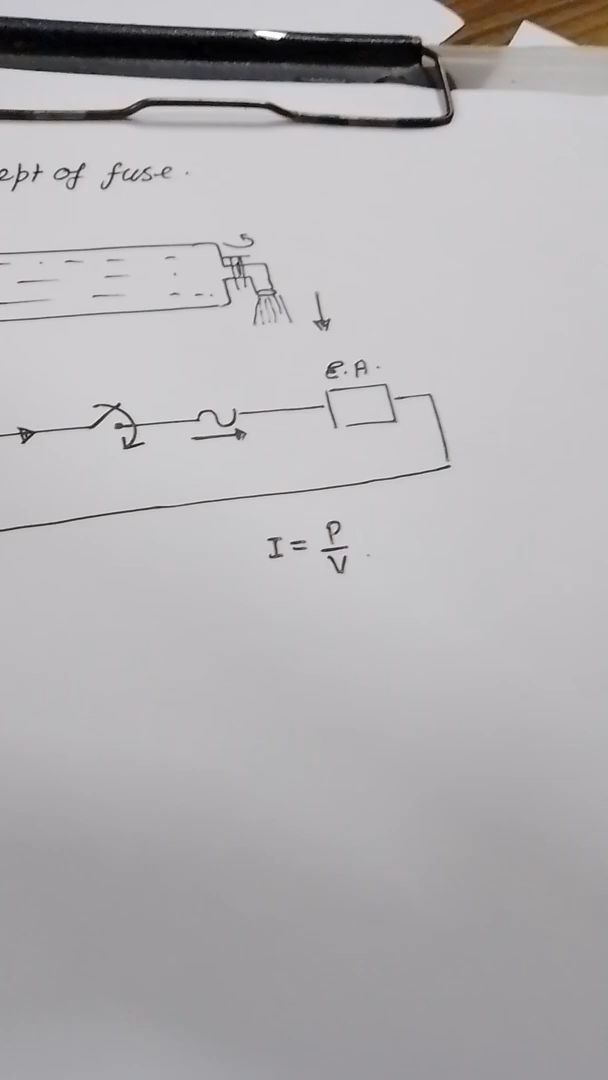 ept of fuse.
E.A.
I = P/V